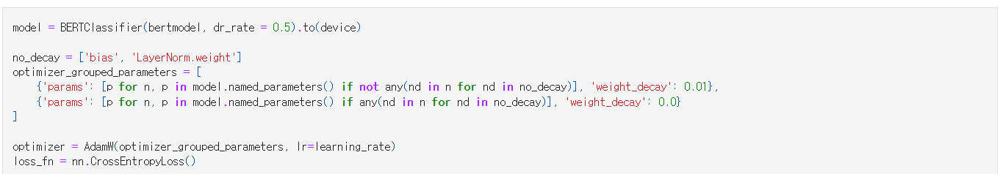 model = BERTClassifier(bertmodel, dr_rate = 0.5).to(device)
no_decay = ['bias', 'LayerNorm.weight']
optimizer_grouped_parameters = [
    {'params': [p for n, p in model.named_parameters() if not any(nd in n for nd in no_decay)], 'weight_decay': 0.01},
    {'params': [p for n, p in model.named_parameters() if any(nd in n for nd in no_decay)], 'weight_decay': 0.0}
]
optimizer = AdamW(optimizer_grouped_parameters, lr=learning_rate)
loss_fn = nn.CrossEntropyLoss()